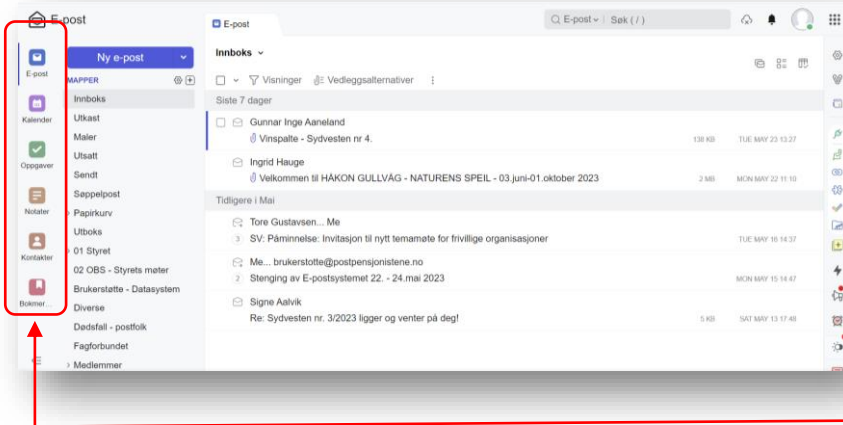 E-post
E-post
E-post
Søk ( / )
Ny e-post
Innboks
E-post
MAPPER
Visninger
Vedleggsalternativer
Innboks
Siste 7 dager
Kalender
Utkast
Gunnar Inge Aaneland
Maler
Vinspalte - Sydvesten nr 4.
138 KB
TUE MAY 23 13:27
Oppgaver
Utsatt
Ingrid Hauge
Sendt
Velkommen til HÅKON GULLVÅG - NATURENS SPEIL - 03.juni-01.oktober 2023
2 MB
MON MAY 22 11:10
Søppelpost
Tidligere i Mai
Notater
Papirkurv
Tore Gustavsen... Me
Utboks
3 SV: Påminnelse: Invitasjon til nytt temamøte for frivillige organisasjoner
TUE MAY 16 14:37
Kontakter
01 Styret
Me... brukerstotte@postpensjonistene.no
02 OBS - Styrets møter
2 Stenging av E-postsystemet 22. - 24.mai 2023
MON MAY 15 14:47
Brukerstøtte - Datasystem
Bokmer...
Diverse
Signe Aalvik
Dødsfall - postfolk
Re: Sydvesten nr. 3/2023 ligger og venter på deg!
5 KB
SAT MAY 13 17:48
Fagforbundet
Medlemmer